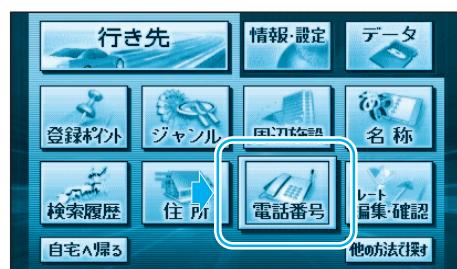 行き先
情報·設定
データ
登録ポイント
ジャンル
周辺施設
名称
検索履歴
住所
電話番号
ルート
編集·確認
自宅へ帰る
他の方法で探す